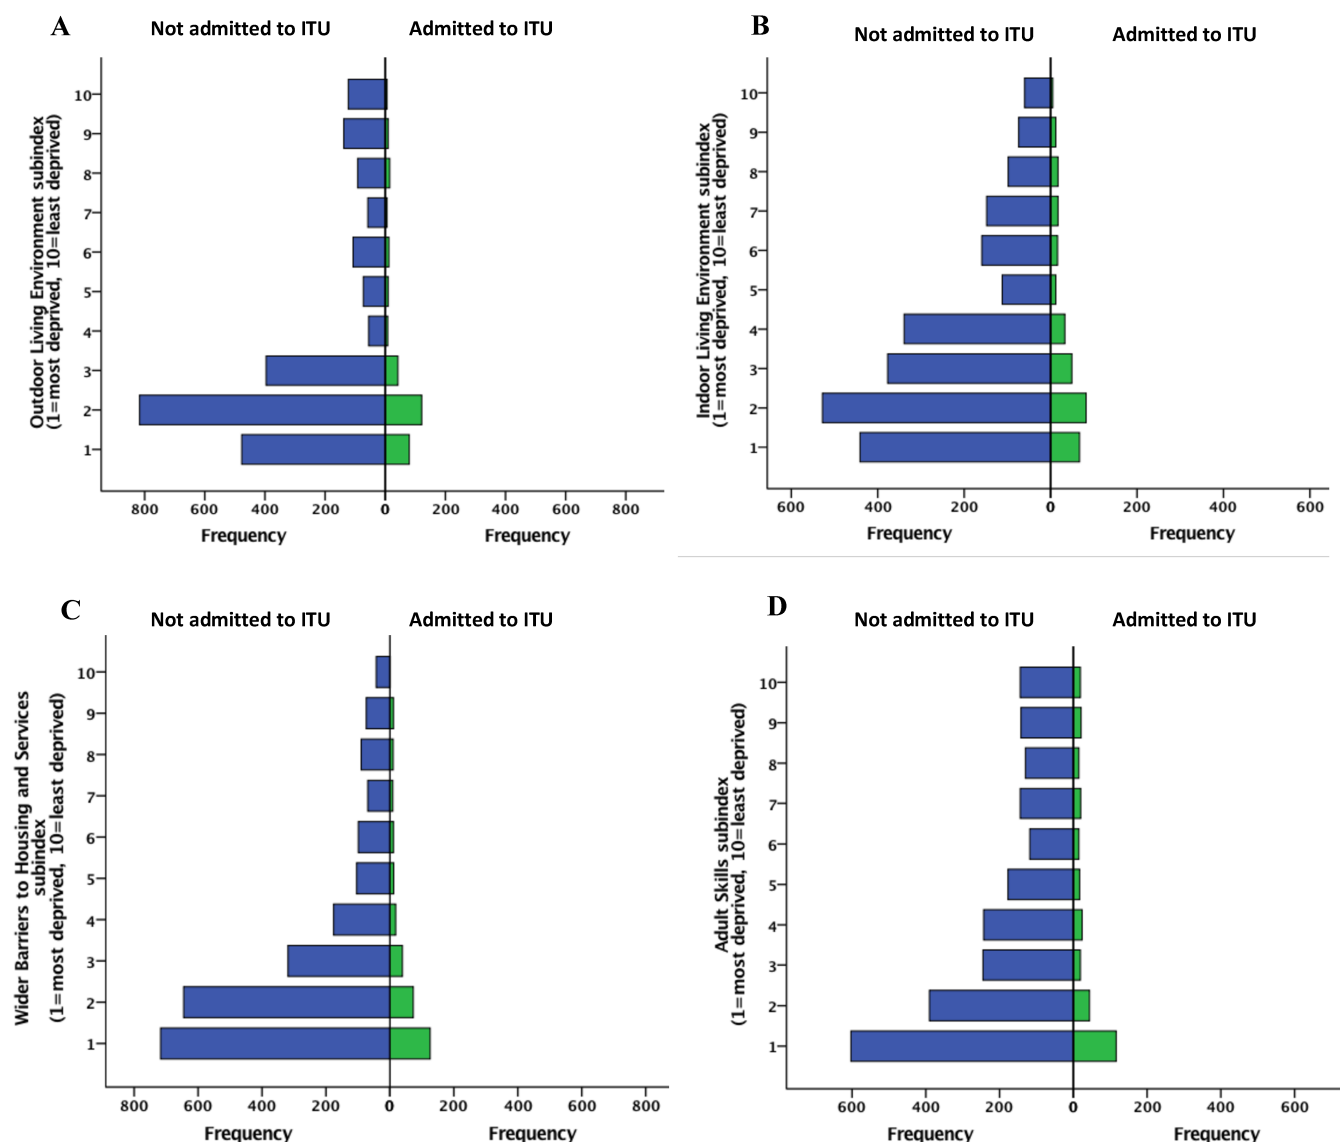 A
Not admitted to ITU
Admitted to ITU
Outdoor Living Environment subindex
(1=most deprived, 10=least deprived)
10
9
8
7
6
5
4
3
2
1
800 600 400 200 0 200 400 600 800
Frequency
Frequency
B
Not admitted to ITU
Admitted to ITU
Indoor Living Environment subindex
(1=most deprived, 10=least deprived)
10
9
8
7
6
5
4
3
2
1
600 400 200 0 200 400 600
Frequency
Frequency
C
Not admitted to ITU
Admitted to ITU
Wider Barriers to Housing and Services
subindex
(1=most deprived, 10=least deprived)
10
9
8
7
6
5
4
3
2
1
800 600 400 200 0 200 400 600 800
Frequency
Frequency
D
Not admitted to ITU
Admitted to ITU
Adult Skills subindex
(1=most deprived, 10=least deprived)
10
9
8
7
6
5
4
3
2
1
600 400 200 0 200 400 600
Frequency
Frequency